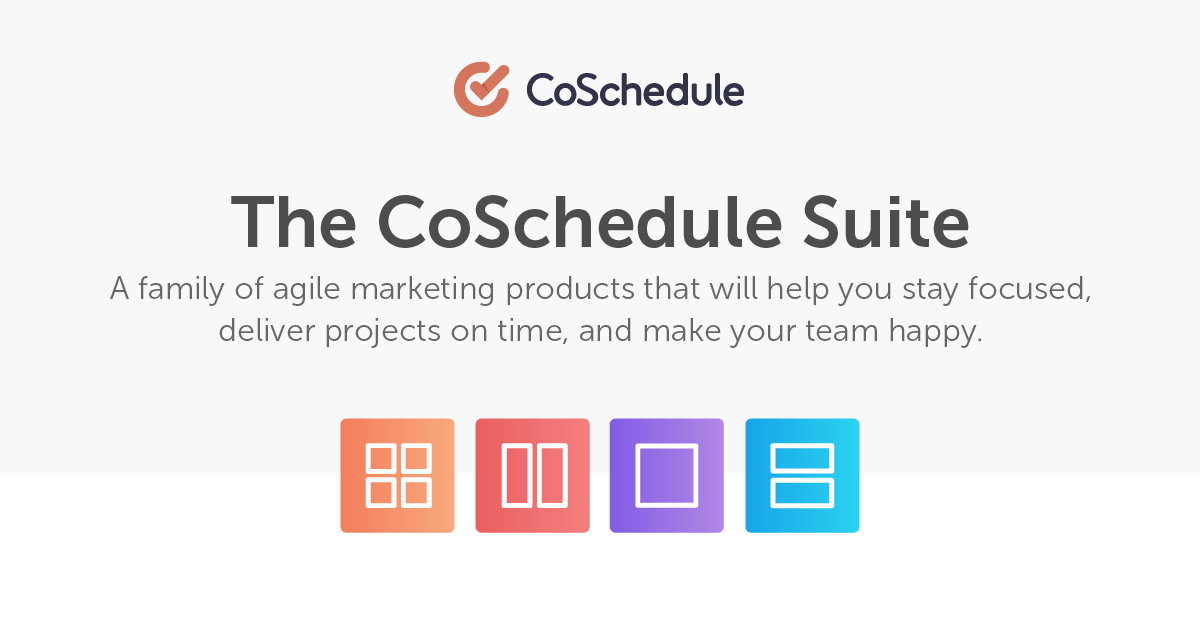 CoSchedule
The CoSchedule Suite
A family of agile marketing products that will help you stay focused,
deliver projects on time, and make your team happy.